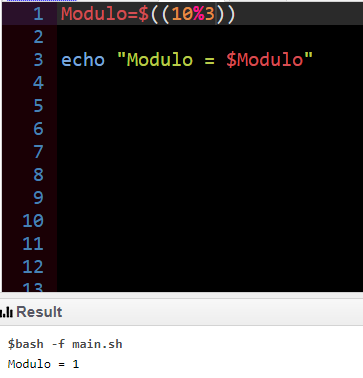 1 Modulo=$((10%3))
2
3 echo "Modulo = $Modulo"
4
5
6
7
8
9
10
11
12
13
Result
$bash -f main.sh
Modulo = 1